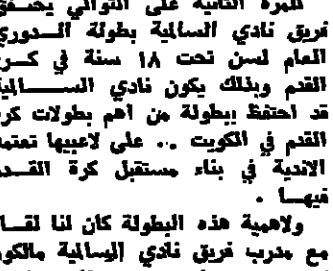 للمرة الثانية على التوالي يحقق
فريق نادي السالمية بطولة الدوري
العام لسن تحت ١٨ سنة في كرة
القدم وبذلك يكون نادي السالمية
قد احتفظ ببطولة من أهم بطولات كرة
القدم في الكويت .. على لاعبيها تعتمد
الاندية في بناء مستقبل كرة القدم
فيها .
ولاهمية هذه البطولة كان لنا لقاء
مع مدرب فريق نادي السالمية